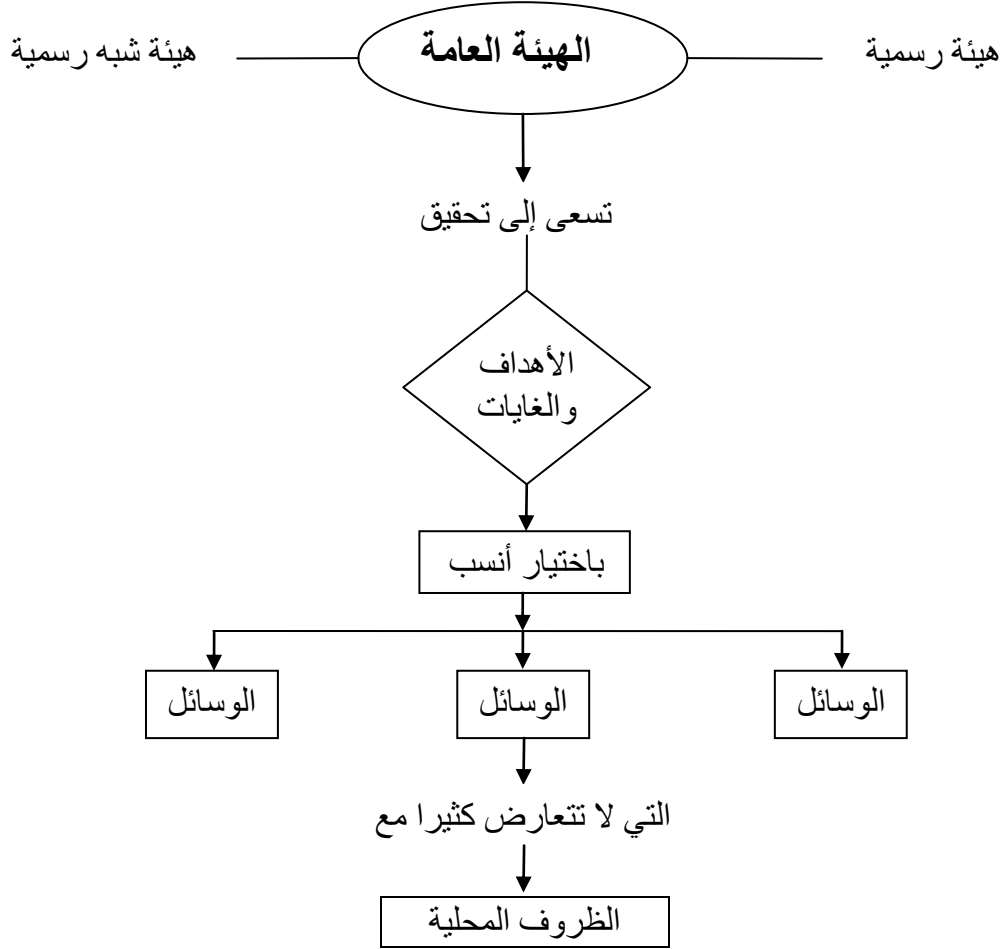 هيئة رسمية
الهيئة العامة
هيئة شبه رسمية
تسعى إلى تحقيق
الأهداف
والغايات
باختيار أنسب
الوسائل
الوسائل
الوسائل
التي لا تتعارض كثيرا مع
الظروف المحلية